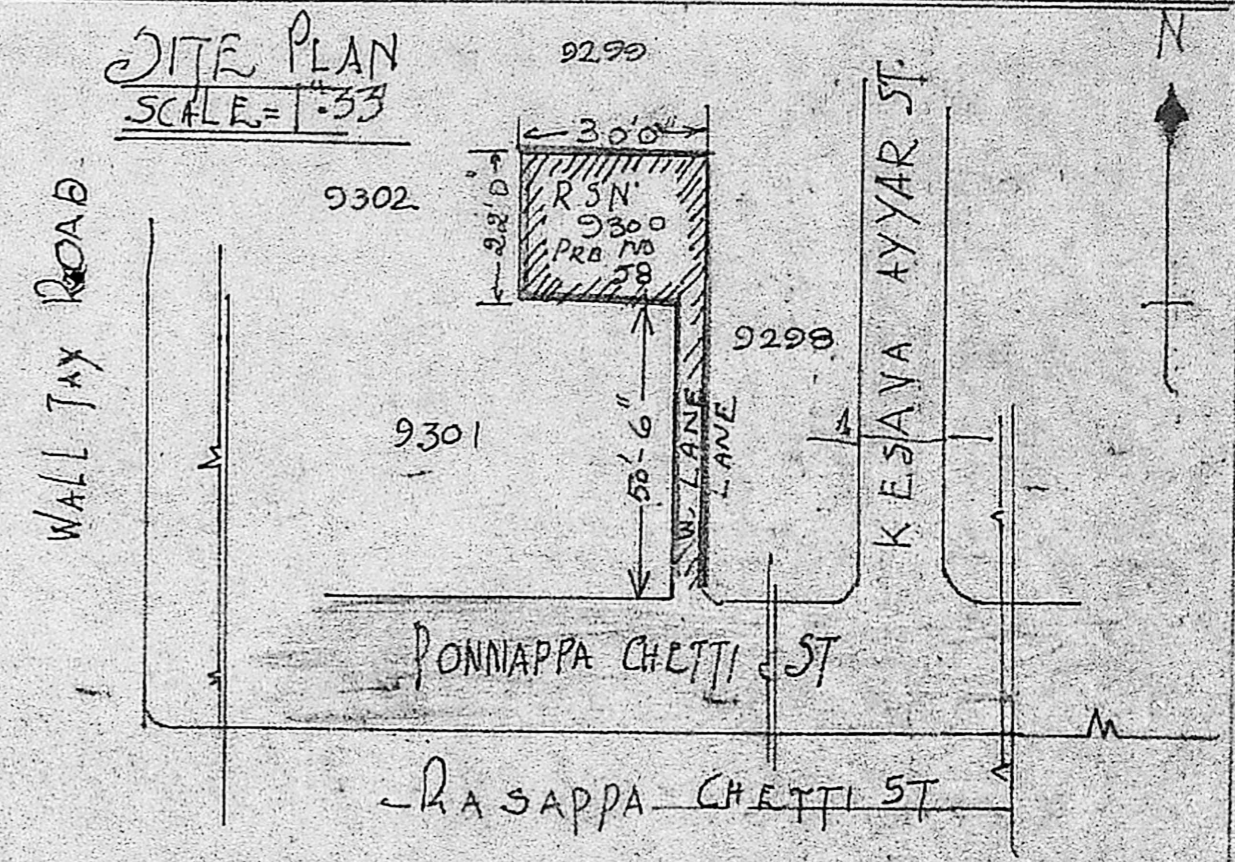 SITE PLAN
SCALE = 1":33'
N
9299
30'0"
22'0"
9302
R S N
9300
PRB NO
58
WALL TAX ROAD
KESAVA AYYAR ST.
9298
9301
50'-6"
W. LANE
LANE
PONNAPPA CHETTI ST
RASAPPA CHETTI ST